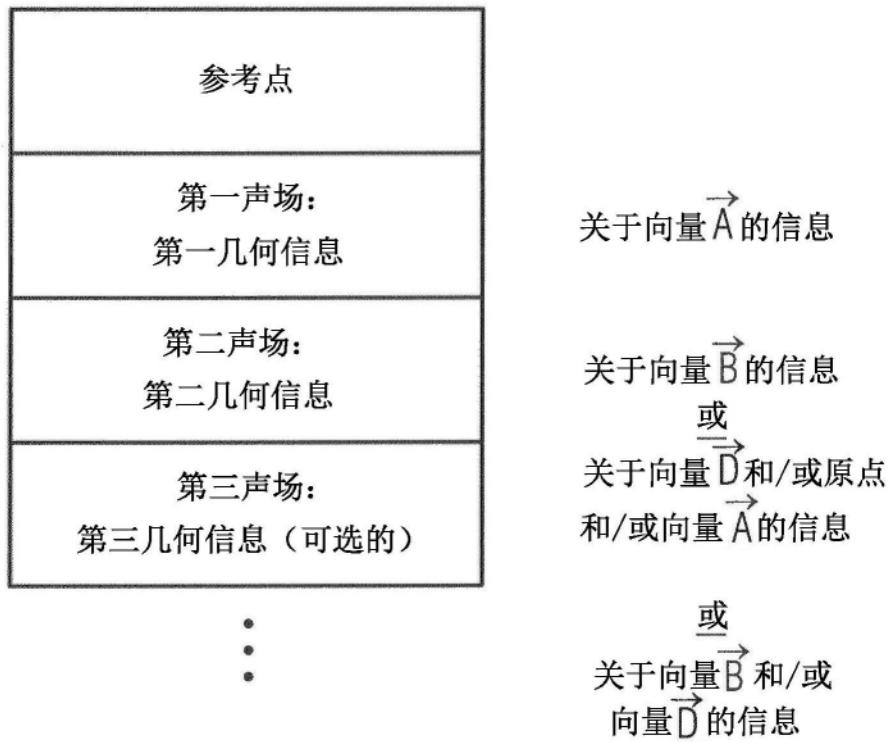 参考点
第一声场：
第一几何信息
关于向量A的信息
第二声场：
第二几何信息
关于向量B的信息
或
关于向量D和/或原点
和/或向量A的信息
第三声场：
第三几何信息（可选的）
或
关于向量B和/或
向量D的信息